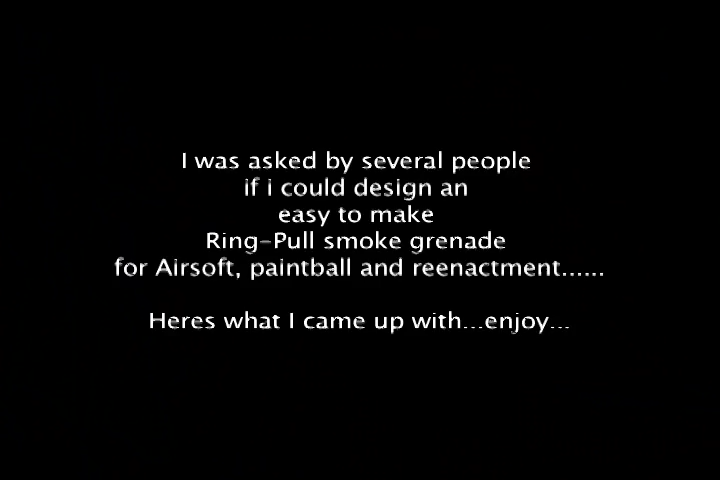 I was asked by several people
if i could design an
easy to make
Ring-Pull smoke grenade
for Airsoft, paintball and reenactment......
Heres what I came up with...enjoy...